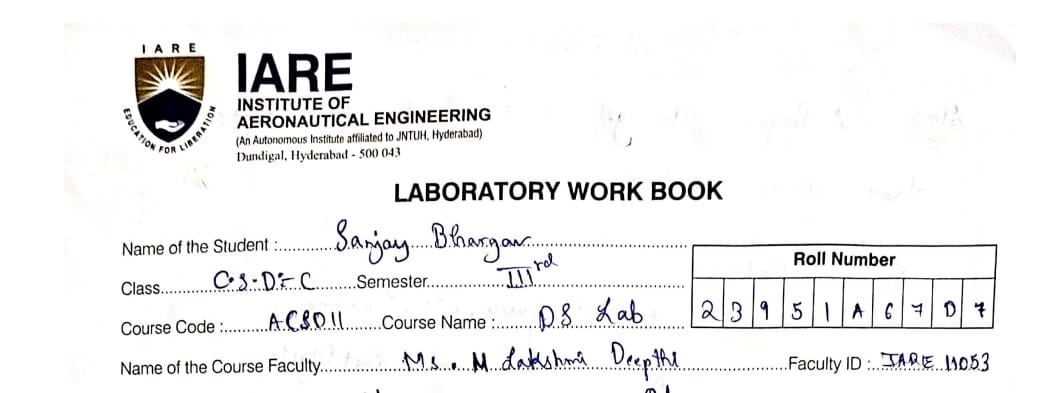 IARE
EDUCATION FOR LIBERATION
IARE
INSTITUTE OF
AERONAUTICAL ENGINEERING
(An Autonomous Institute affiliated to JNTUH, Hyderabad)
Dundigal, Hyderabad - 500 043
LABORATORY WORK BOOK
Name of the Student :............Sanjay Bhargav
Class............CS-DEC............Semester............IIIrd
Roll Number
Course Code :.........ACSD11.......Course Name :.......DS Lab
2 3 9 5 1 A 6 7 D 7
Name of the Course Faculty..............Ms. M Lakshmi Deepthi....................Faculty ID :..IARE 11053